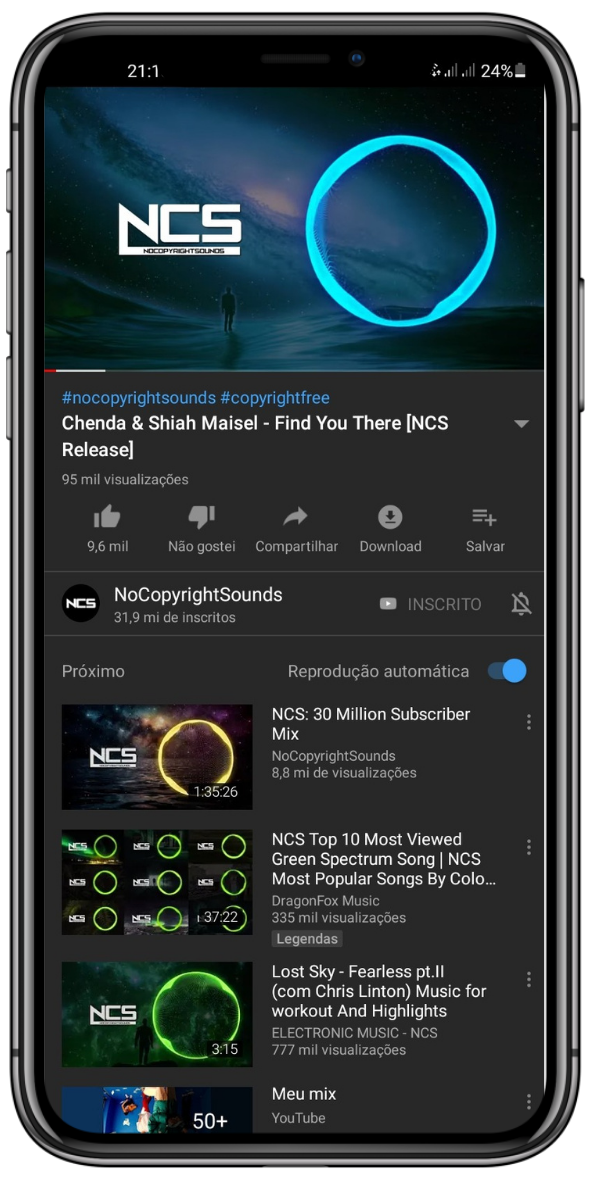 21:1
24%
NCS
NOCOPYRIGHTSOUNDS
#nocopyrightsounds #copyrightfree
Chenda & Shiah Maisel - Find You There [NCS
Release]
95 mil visualizações
9,6 mil
Não gostei
Compartilhar
Download
Salvar
NCS
NoCopyrightSounds
31,9 mi de inscritos
INSCRITO
Próximo
Reprodução automática
NCS
1:35:26
NCS: 30 Million Subscriber
Mix
NoCopyrightSounds
8,8 mi de visualizações
NCS
NCS
NCS
NCS
NCS
NCS
NCS
NCS
37:22
NCS Top 10 Most Viewed
Green Spectrum Song | NCS
Most Popular Songs By Colo...
DragonFox Music
335 mil visualizações
Legendas
NCS
3:15
Lost Sky - Fearless pt.II
(com Chris Linton) Music for
workout And Highlights
ELECTRONIC MUSIC - NCS
777 mil visualizações
50+
Meu mix
YouTube